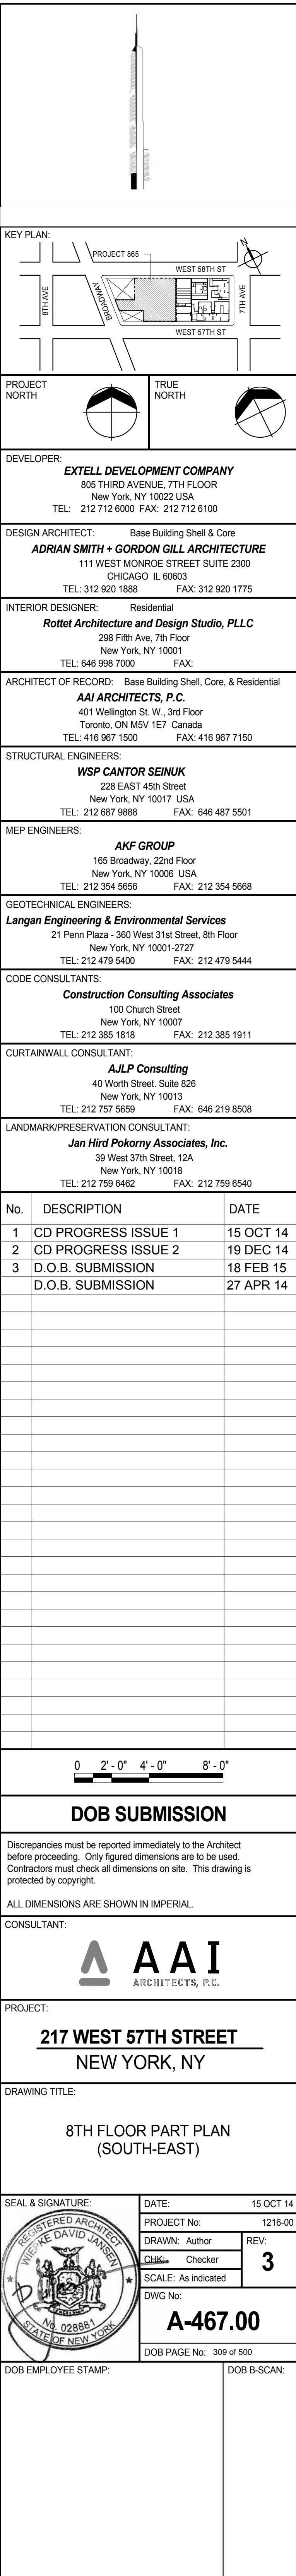 KEY PLAN:
PROJECT 865
N
WEST 58TH ST
8TH AVE
BROADWAY
7TH AVE
WEST 57TH ST
PROJECT
NORTH
TRUE
NORTH
DEVELOPER:
EXTELL DEVELOPMENT COMPANY
805 THIRD AVENUE, 7TH FLOOR
New York, NY 10022 USA
TEL: 212 712 6000 FAX: 212 712 6100
DESIGN ARCHITECT: Base Building Shell & Core
ADRIAN SMITH + GORDON GILL ARCHITECTURE
111 WEST MONROE STREET SUITE 2300
CHICAGO IL 60603
TEL: 312 920 1888 FAX: 312 920 1775
INTERIOR DESIGNER: Residential
Rottet Architecture and Design Studio, PLLC
298 Fifth Ave, 7th Floor
New York, NY 10001
TEL: 646 998 7000 FAX:
ARCHITECT OF RECORD: Base Building Shell, Core, & Residential
AAI ARCHITECTS, P.C.
401 Wellington St. W., 3rd Floor
Toronto, ON M5V 1E7 Canada
TEL: 416 967 1500 FAX: 416 967 7150
STRUCTURAL ENGINEERS:
WSP CANTOR SEINUK
228 EAST 45th Street
New York, NY 10017 USA
TEL: 212 687 9888 FAX: 646 487 5501
MEP ENGINEERS:
AKF GROUP
165 Broadway, 22nd Floor
New York, NY 10006 USA
TEL: 212 354 5656 FAX: 212 354 5668
GEOTECHNICAL ENGINEERS:
Langan Engineering & Environmental Services
21 Penn Plaza - 360 West 31st Street, 8th Floor
New York, NY 10001-2727
TEL: 212 479 5400 FAX: 212 479 5444
CODE CONSULTANTS:
Construction Consulting Associates
100 Church Street
New York, NY 10007
TEL: 212 385 1818 FAX: 212 385 1911
CURTAINWALL CONSULTANT:
AJLP Consulting
40 Worth Street. Suite 826
New York, NY 10013
TEL: 212 757 5659 FAX: 646 219 8508
LANDMARK/PRESERVATION CONSULTANT:
Jan Hird Pokorny Associates, Inc.
39 West 37th Street, 12A
New York, NY 10018
TEL: 212 759 6462 FAX: 212 759 6540
No. DESCRIPTION DATE
1 CD PROGRESS ISSUE 1 15 OCT 14
2 CD PROGRESS ISSUE 2 19 DEC 14
3 D.O.B. SUBMISSION 18 FEB 15
D.O.B. SUBMISSION 27 APR 14
0 2' - 0" 4' - 0" 8' - 0"
DOB SUBMISSION
Discrepancies must be reported immediately to the Architect
before proceeding. Only figured dimensions are to be used.
Contractors must check all dimensions on site. This drawing is
protected by copyright.
ALL DIMENSIONS ARE SHOWN IN IMPERIAL.
CONSULTANT:
AAI
ARCHITECTS, P.C.
PROJECT:
217 WEST 57TH STREET
NEW YORK, NY
DRAWING TITLE:
8TH FLOOR PART PLAN
(SOUTH-EAST)
SEAL & SIGNATURE:
REGISTERED ARCHITECT
DAVID JANSEN
No. 028881
STATE OF NEW YORK
DATE: 15 OCT 14
PROJECT No: 1216-00
DRAWN: Author
CHK: Checker
SCALE: As indicated
REV:
3
DWG No:
A-467.00
DOB PAGE No: 309 of 500
DOB EMPLOYEE STAMP:
DOB B-SCAN: